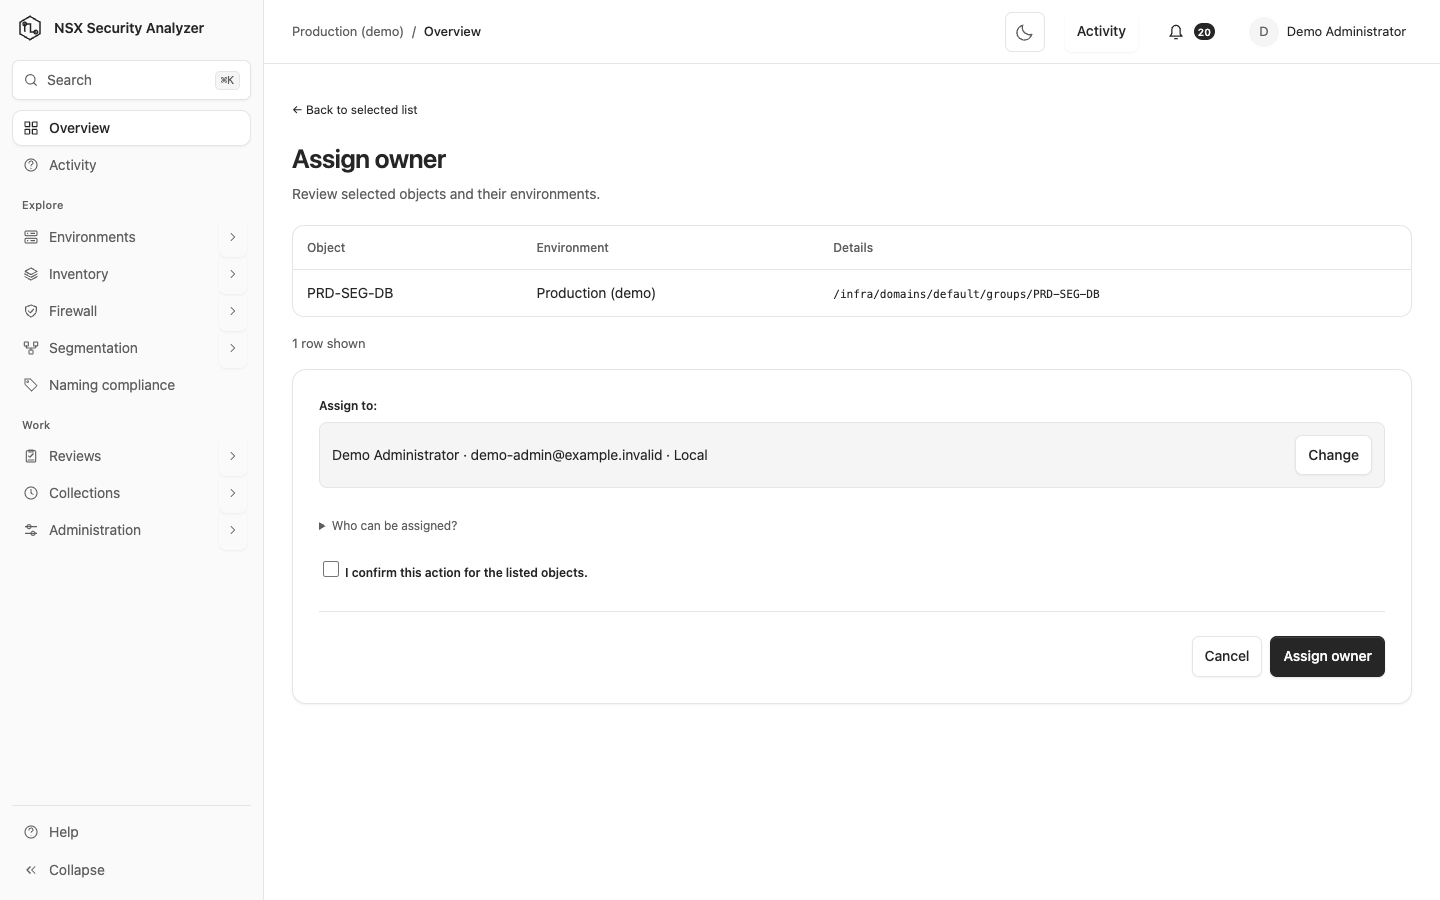 NSX Security Analyzer
Search ⌘K
Overview
Activity
Explore
Environments
Inventory
Firewall
Segmentation
Naming compliance
Work
Reviews
Collections
Administration
Help
Collapse
Production (demo) / Overview
Activity
20
D Demo Administrator
← Back to selected list
Assign owner
Review selected objects and their environments.
Object Environment Details
PRD-SEG-DB Production (demo) /infra/domains/default/groups/PRD-SEG-DB
1 row shown
Assign to:
Demo Administrator · demo-admin@example.invalid · Local
Change
Who can be assigned?
I confirm this action for the listed objects.
Cancel Assign owner